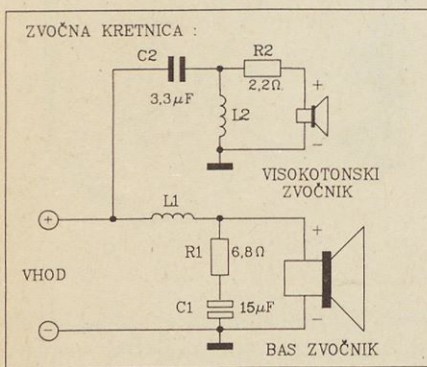 ZVOČNA KRETNICA :
C2
R2
3,3µF
2,2Ω
+
L2
−
VISOKOTONSKI
ZVOČNIK
L1
+
+
R1
6,8Ω
VHOD
C1
15µF
−
−
BAS ZVOČNIK